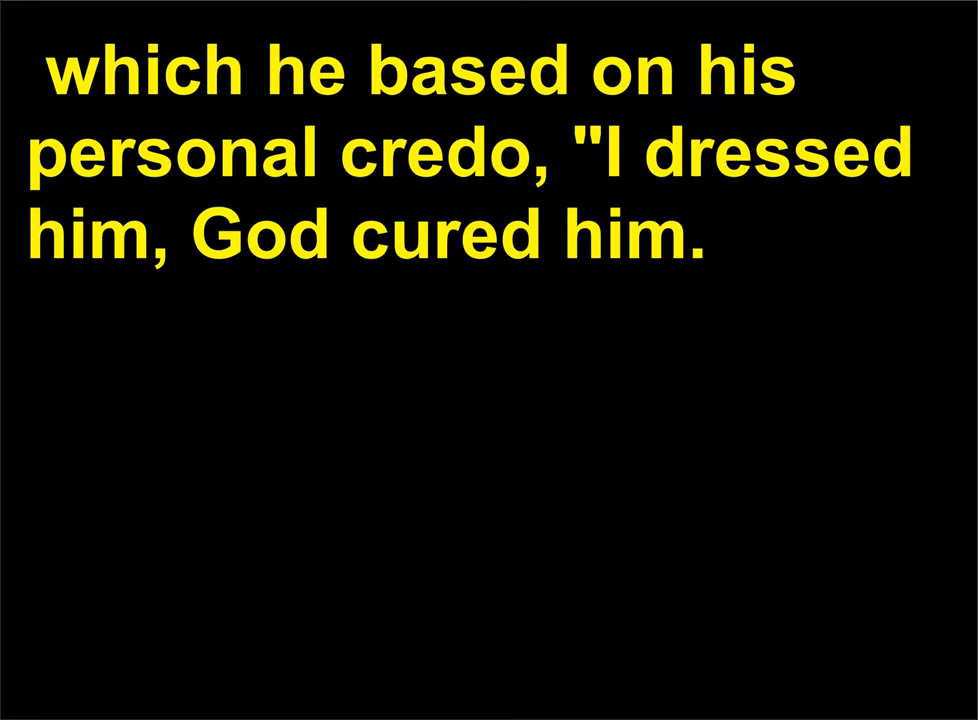 which he based on his
personal credo, "I dressed
him, God cured him.